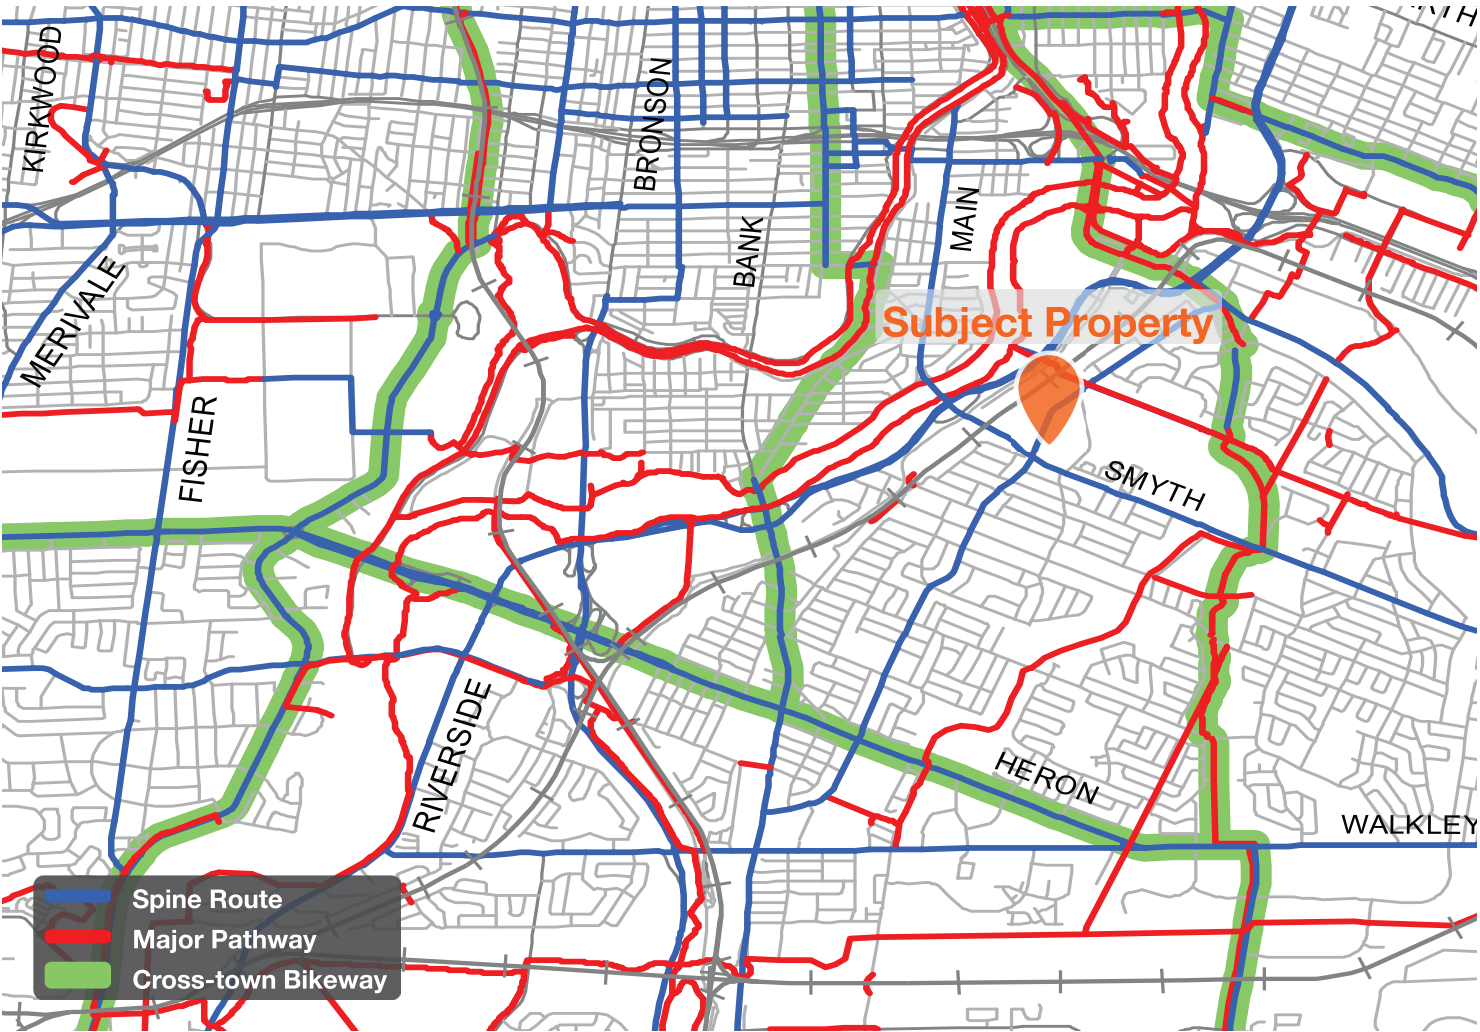 KIRKWOOD
BRONSON
MAIN
BANK
MERIVALE
Subject Property
FISHER
SMYTH
RIVERSIDE
HERON
WALKLEY
Spine Route
Major Pathway
Cross-town Bikeway